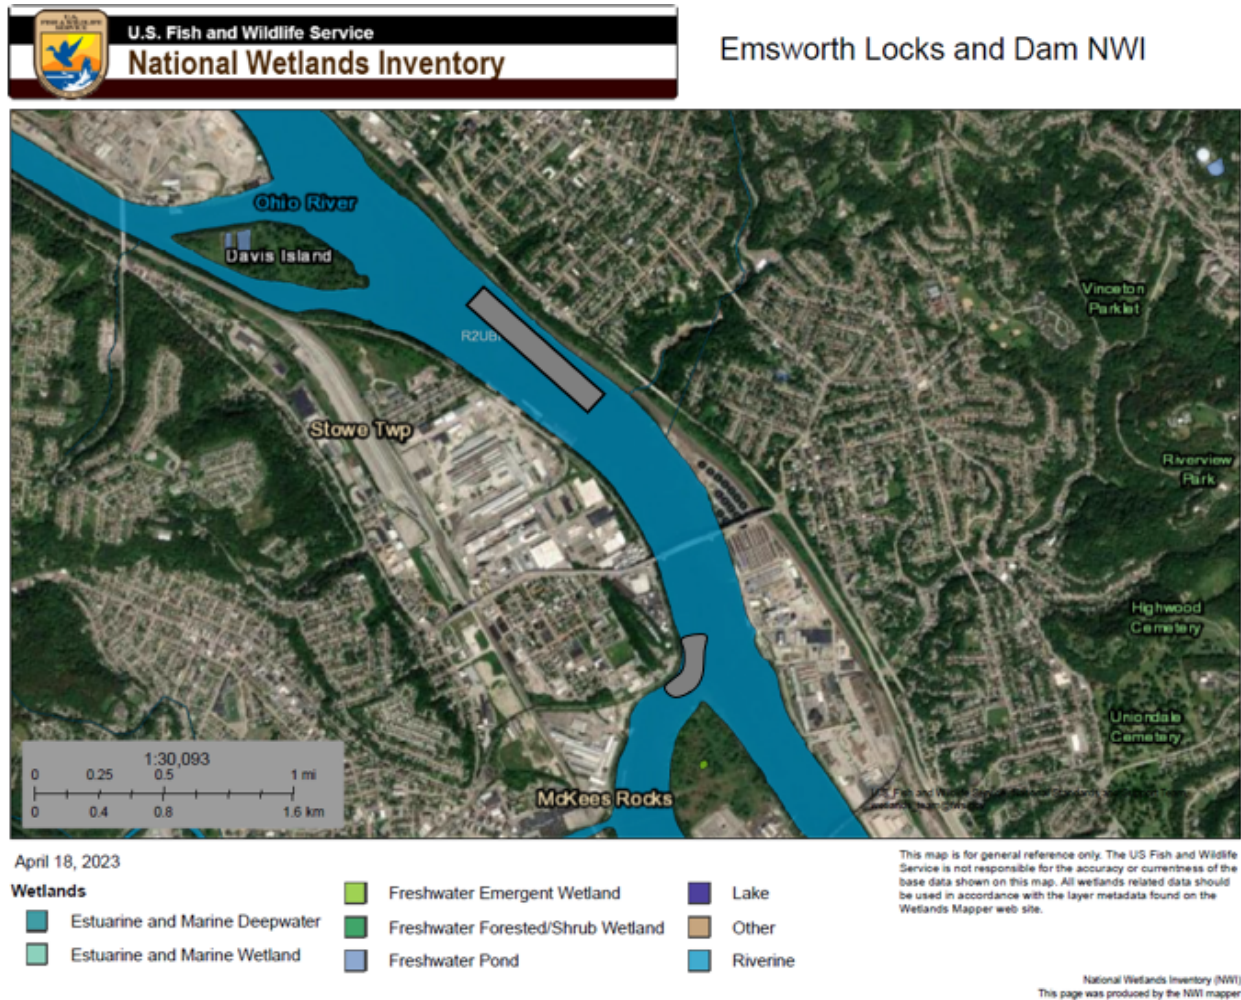 U.S. FISH & WILDLIFE SERVICE
U.S. Fish and Wildlife Service
National Wetlands Inventory
Emsworth Locks and Dam NWI
Ohio River
Davis Island
Vinceton
Parklet
Stowe Twp
Riverview
Park
Highwood
Cemetery
Uniondale
Cemetery
McKees Rocks
1:30,093
0 0.25 0.5 1 mi
0 0.4 0.8 1.6 km
April 18, 2023
Wetlands
Estuarine and Marine Deepwater
Estuarine and Marine Wetland
Freshwater Emergent Wetland
Freshwater Forested/Shrub Wetland
Freshwater Pond
Lake
Other
Riverine
This map is for general reference only. The US Fish and Wildlife
Service is not responsible for the accuracy or currentness of the
base data shown on this map. All wetlands related data should
be used in accordance with the layer metadata found on the
Wetlands Mapper web site.
National Wetlands Inventory (NWI)
This page was produced by the NWI mapper